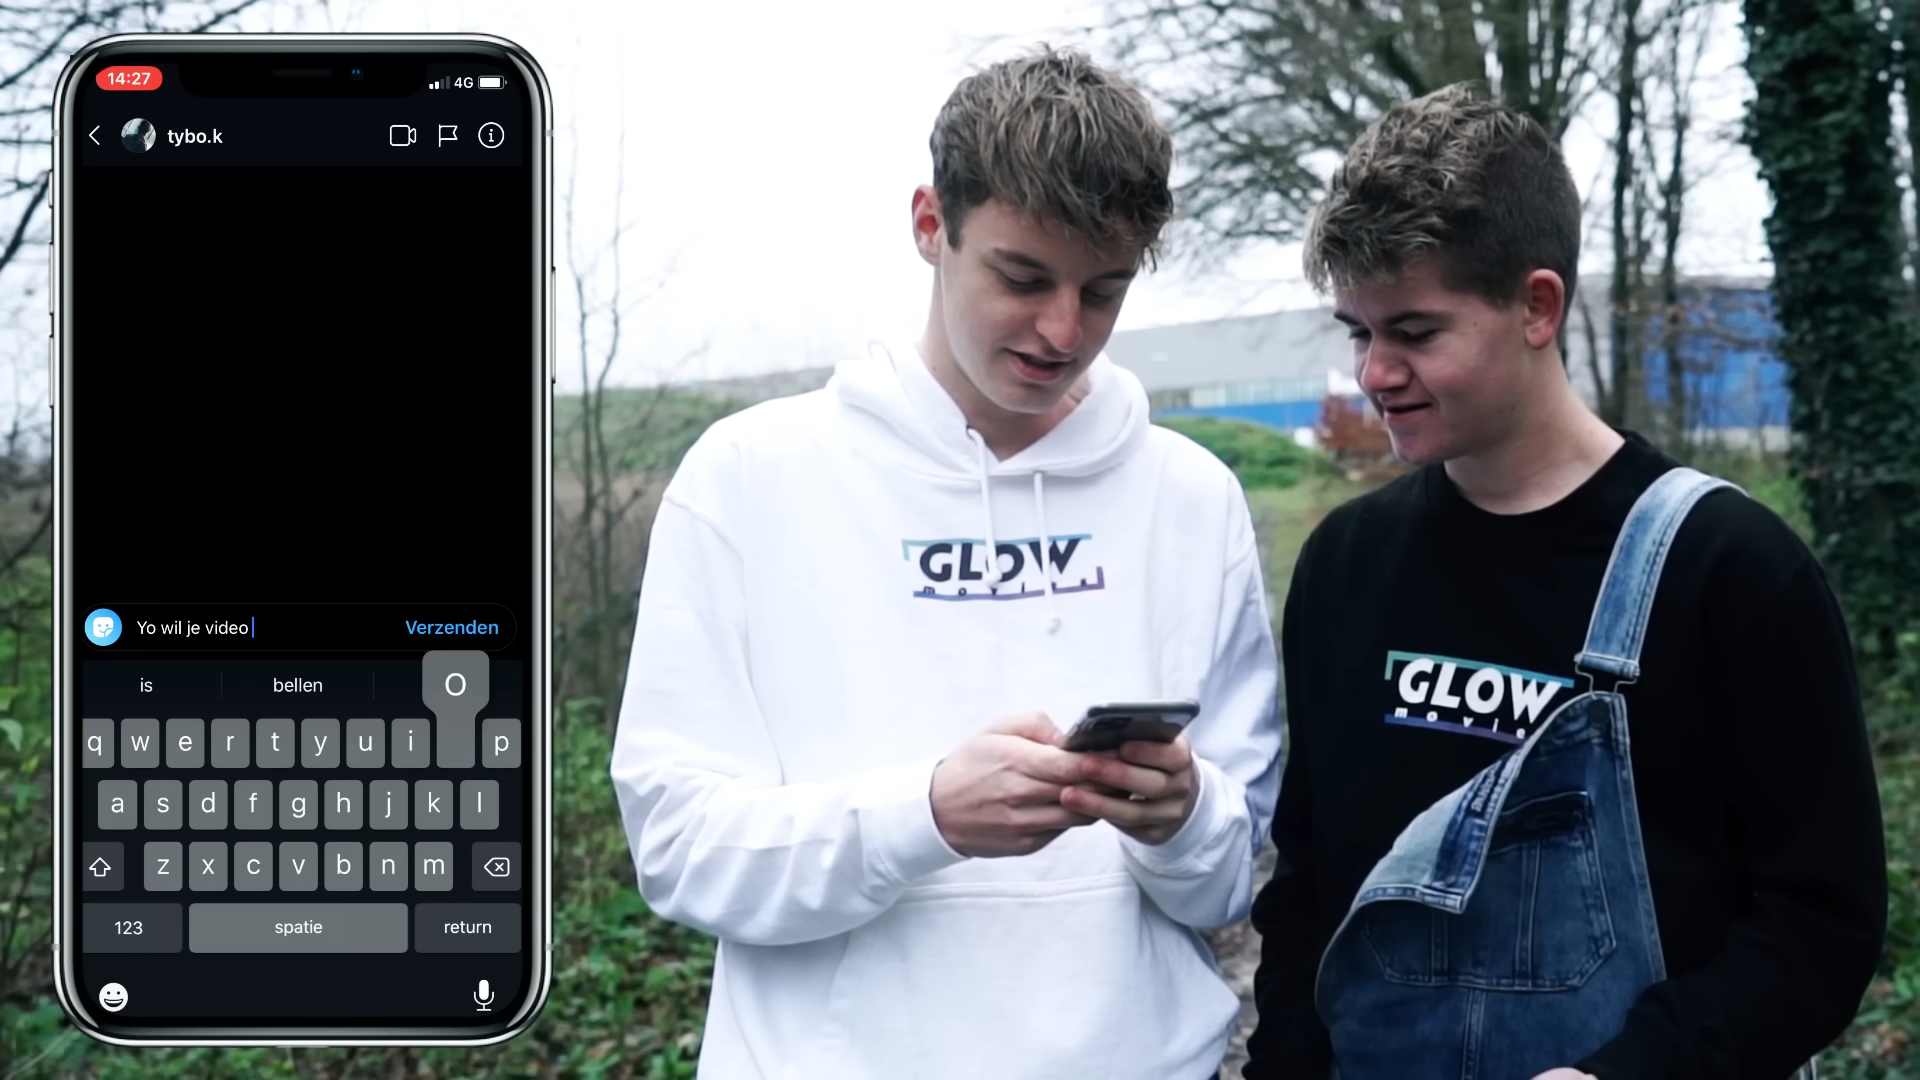 14:27
4G
tybo.k
Yo wil je video
Verzenden
is
bellen
O
q w e r t y u i p
a s d f g h j k l
z x c v b n m
123
spatie
return
GLOW
GLOW